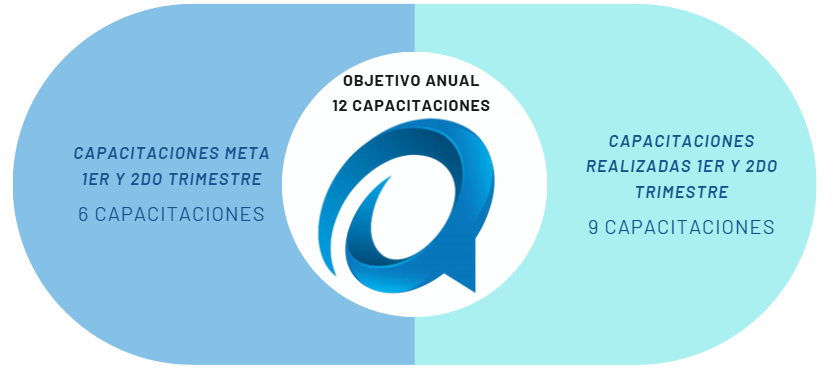 OBJETIVO ANUAL
12 CAPACITACIONES
CAPACITACIONES META
1ER Y 2DO TRIMESTRE
6 CAPACITACIONES
CAPACITACIONES
REALIZADAS 1ER Y 2DO
TRIMESTRE
9 CAPACITACIONES